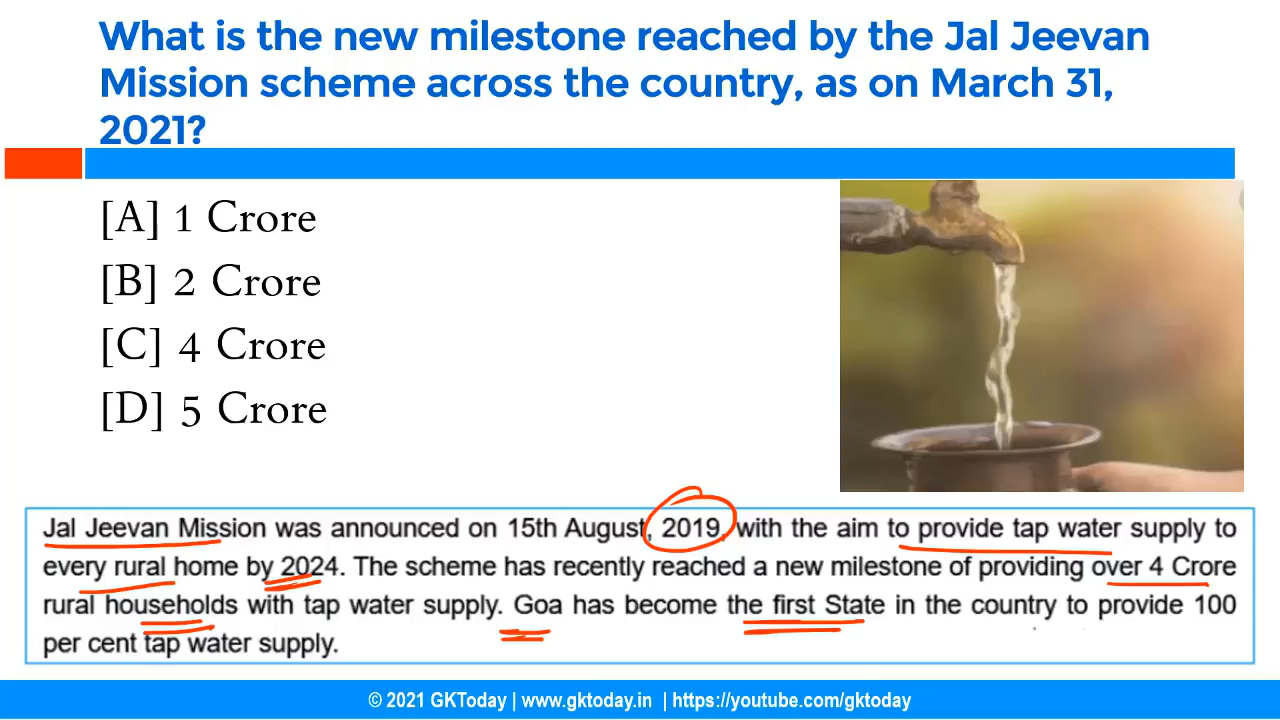 What is the new milestone reached by the Jal Jeevan
Mission scheme across the country, as on March 31,
2021?
[A] 1 Crore
[B] 2 Crore
[C] 4 Crore
[D] 5 Crore
Jal Jeevan Mission was announced on 15th August, 2019, with the aim to provide tap water supply to
every rural home by 2024. The scheme has recently reached a new milestone of providing over 4 Crore
rural households with tap water supply. Goa has become the first State in the country to provide 100
per cent tap water supply.
© 2021 GKToday | www.gktoday.in | https://youtube.com/gktoday